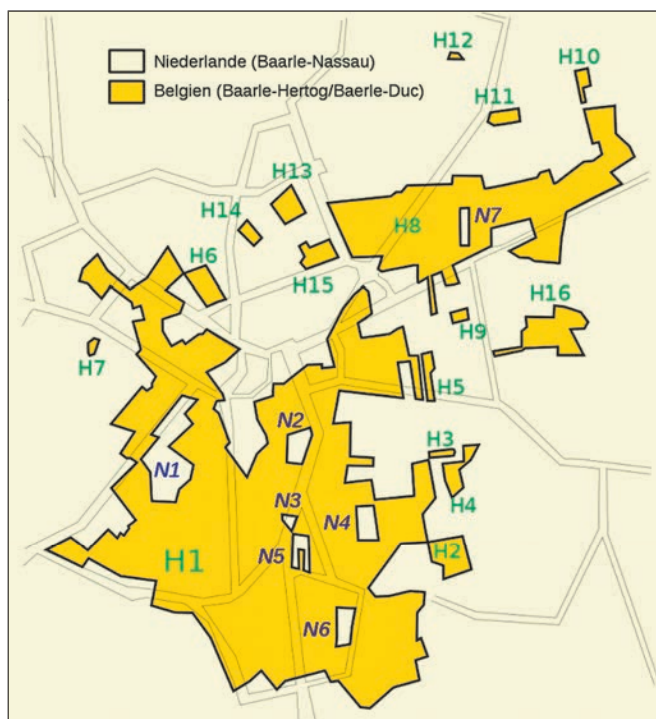 Niederlande (Baarle-Nassau)
Belgien (Baarle-Hertog/Baerle-Duc)
H12
H10
H11
H13
H14
H8
N7
H6
H15
H16
H9
H7
H5
N2
H3
N1
H4
N3
N4
H1
N5
H2
N6